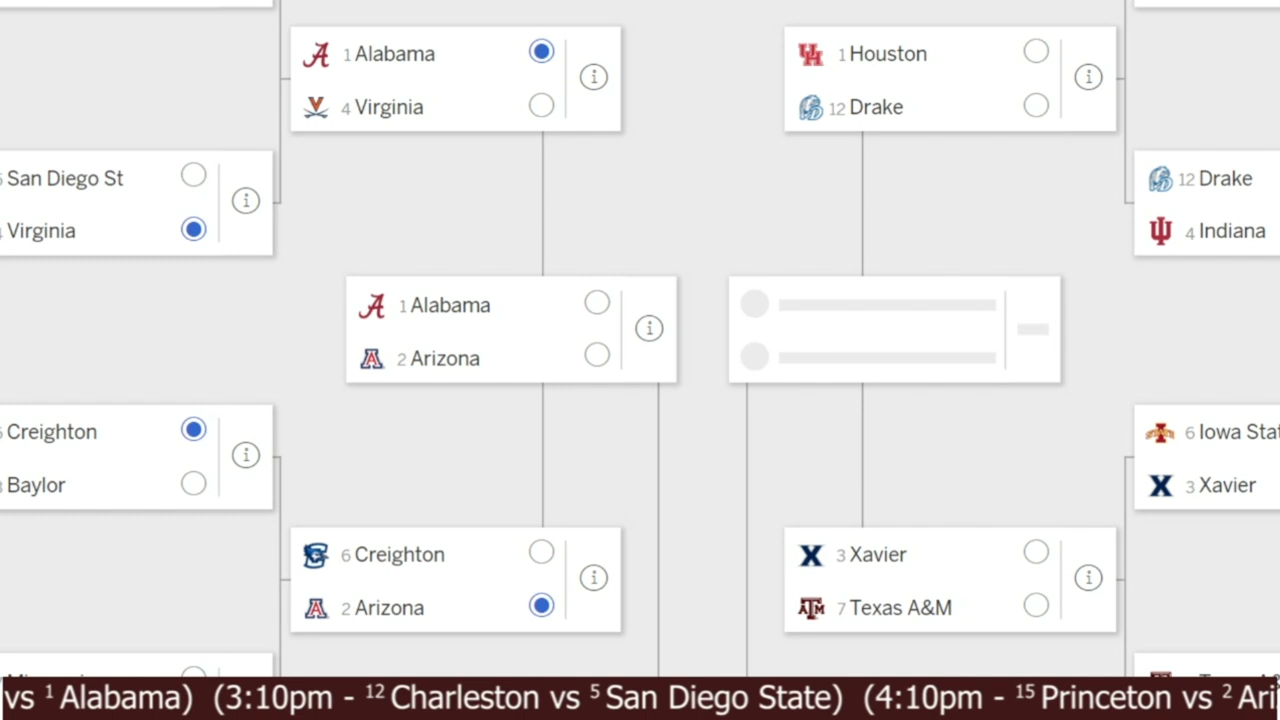 1 Alabama
4 Virginia
1 Houston
12 Drake
San Diego St
Virginia
12 Drake
4 Indiana
1 Alabama
2 Arizona
Creighton
Baylor
6 Iowa Stat
3 Xavier
6 Creighton
2 Arizona
3 Xavier
7 Texas A&M
vs 1 Alabama) (3:10pm - 12 Charleston vs 5 San Diego State) (4:10pm - 15 Princeton vs 2 Ari